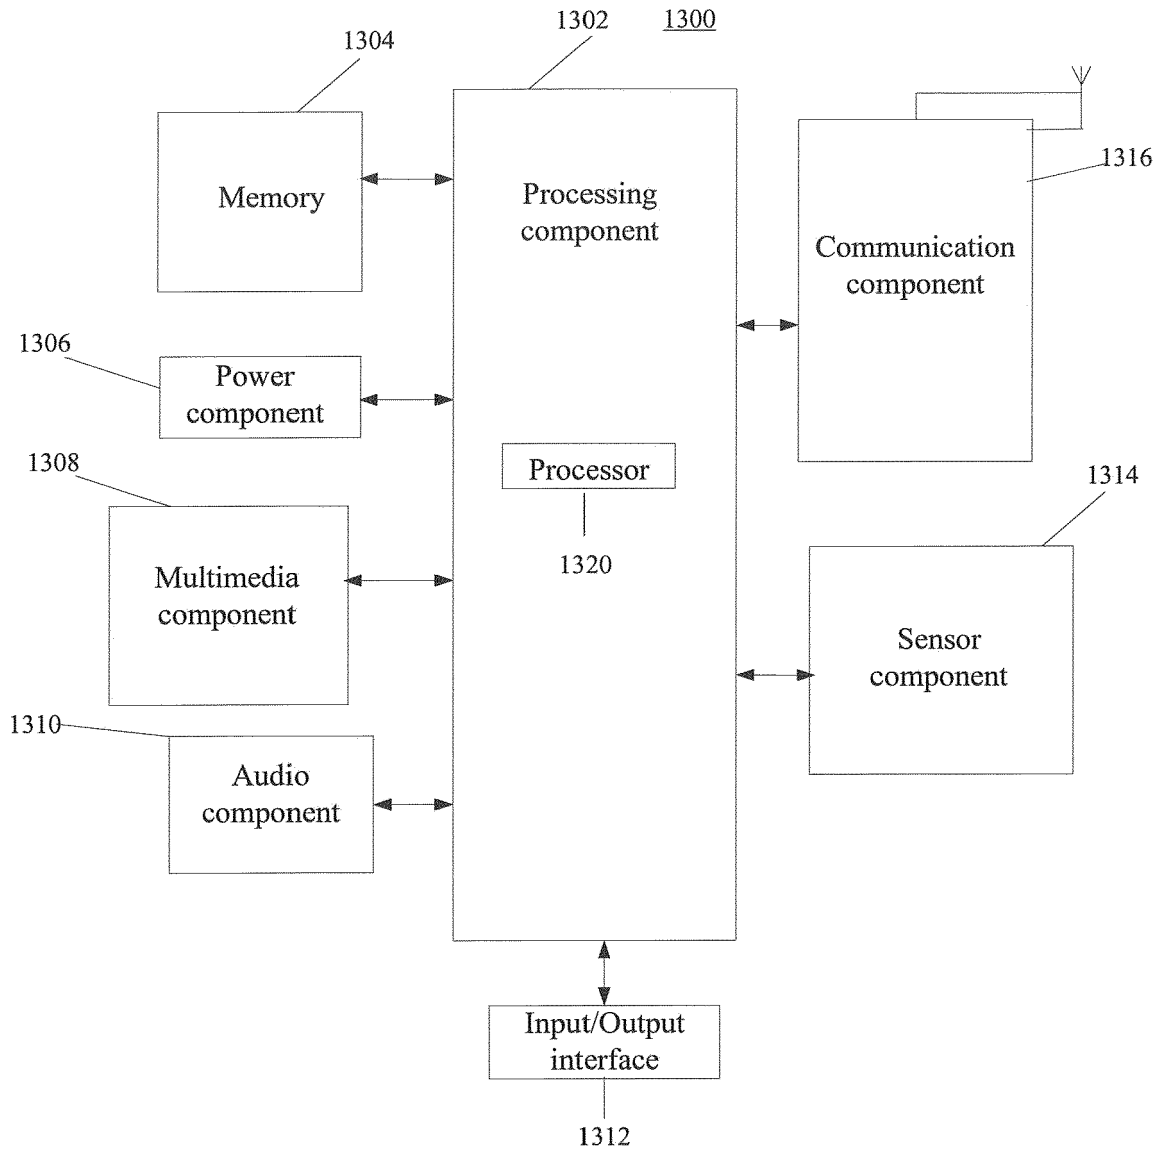 1302
1300
1304
Memory
Processing
component
1316
Communication
component
1306
Power
component
Processor
1320
1308
Multimedia
component
1314
Sensor
component
1310
Audio
component
Input/Output
interface
1312